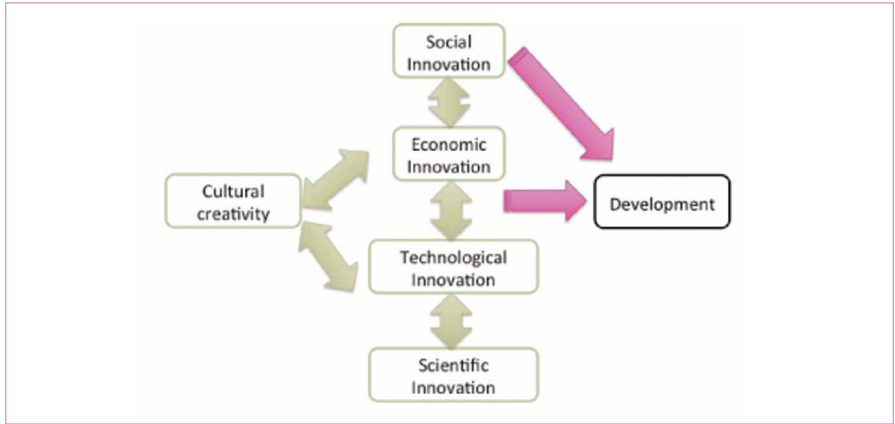 Social
Innovation
Economic
Innovation
Cultural
creativity
Development
Technological
Innovation
Scientific
Innovation